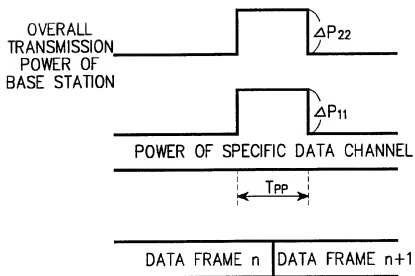 OVERALL
TRANSMISSION
POWER OF
BASE STATION
ΔP22
ΔP11
POWER OF SPECIFIC DATA CHANNEL
TPP
DATA FRAME n DATA FRAME n+1